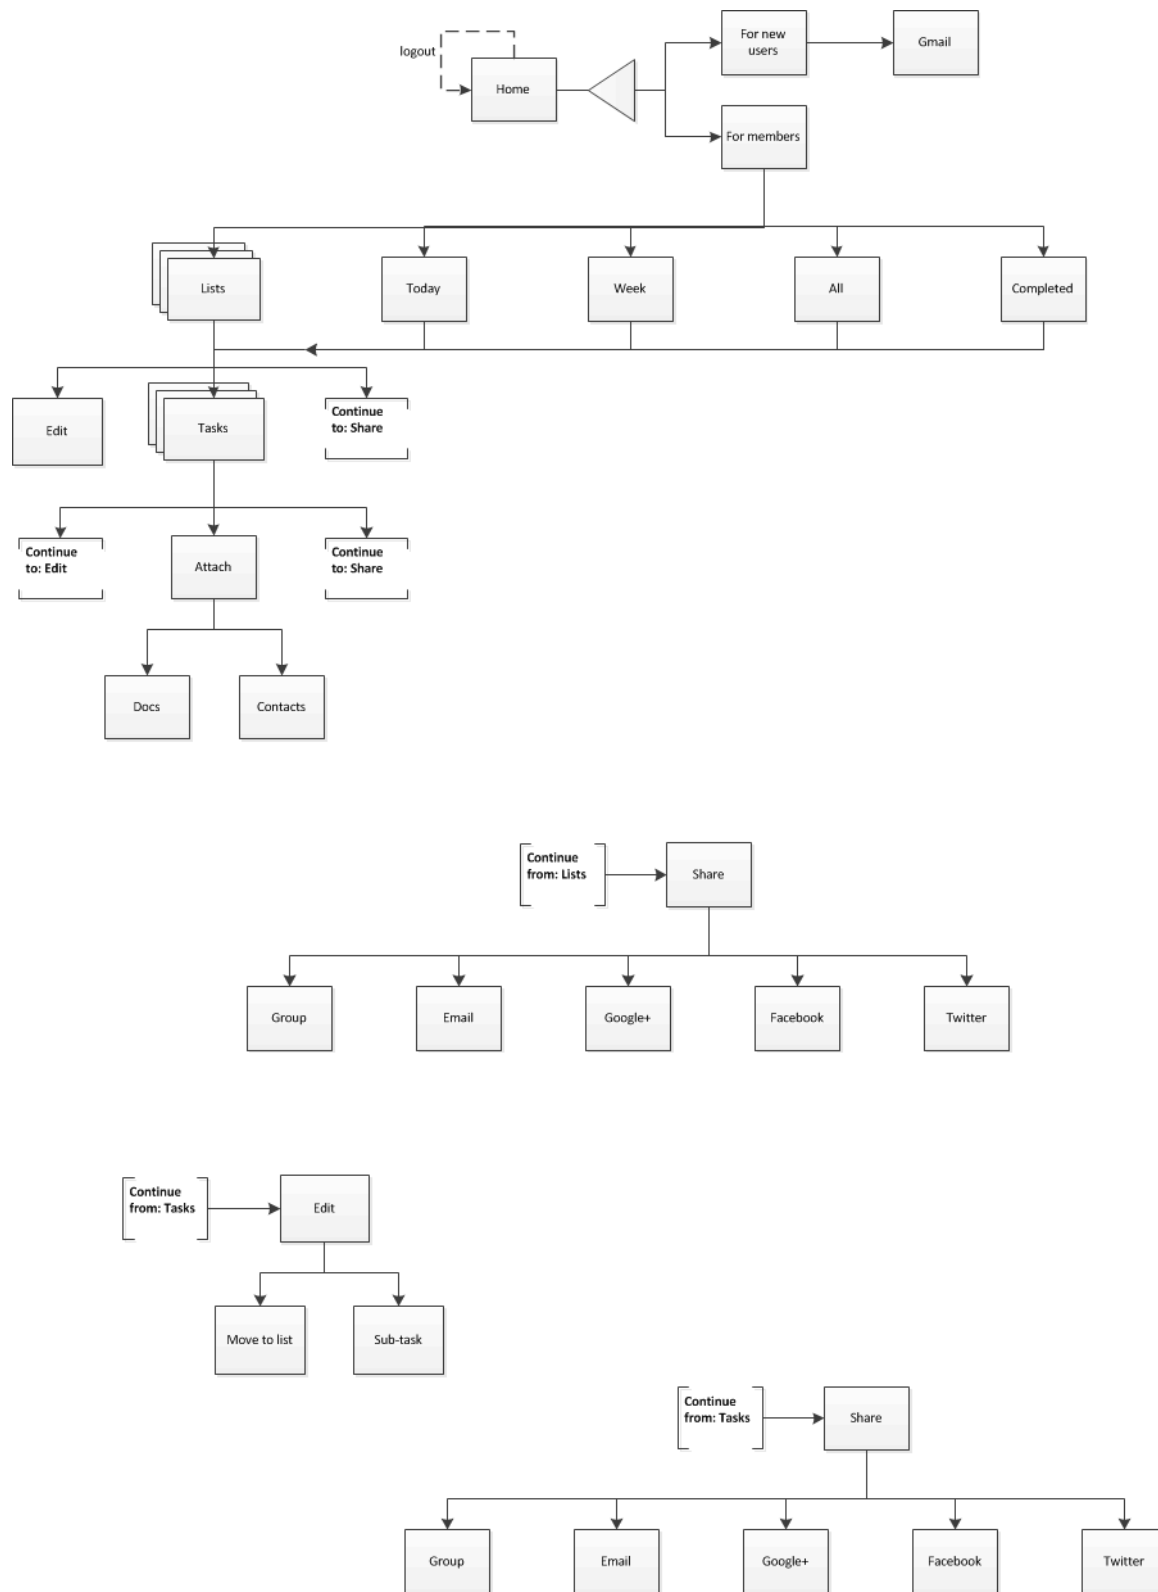 For new
users
Gmail
logout
Home
For members
Lists
Today
Week
All
Completed
Edit
Tasks
Continue
to: Share
Continue
to: Edit
Attach
Continue
to: Share
Docs
Contacts
Continue
from: Lists
Share
Group
Email
Google+
Facebook
Twitter
Continue
from: Tasks
Edit
Move to list
Sub-task
Continue
from: Tasks
Share
Group
Email
Google+
Facebook
Twitter